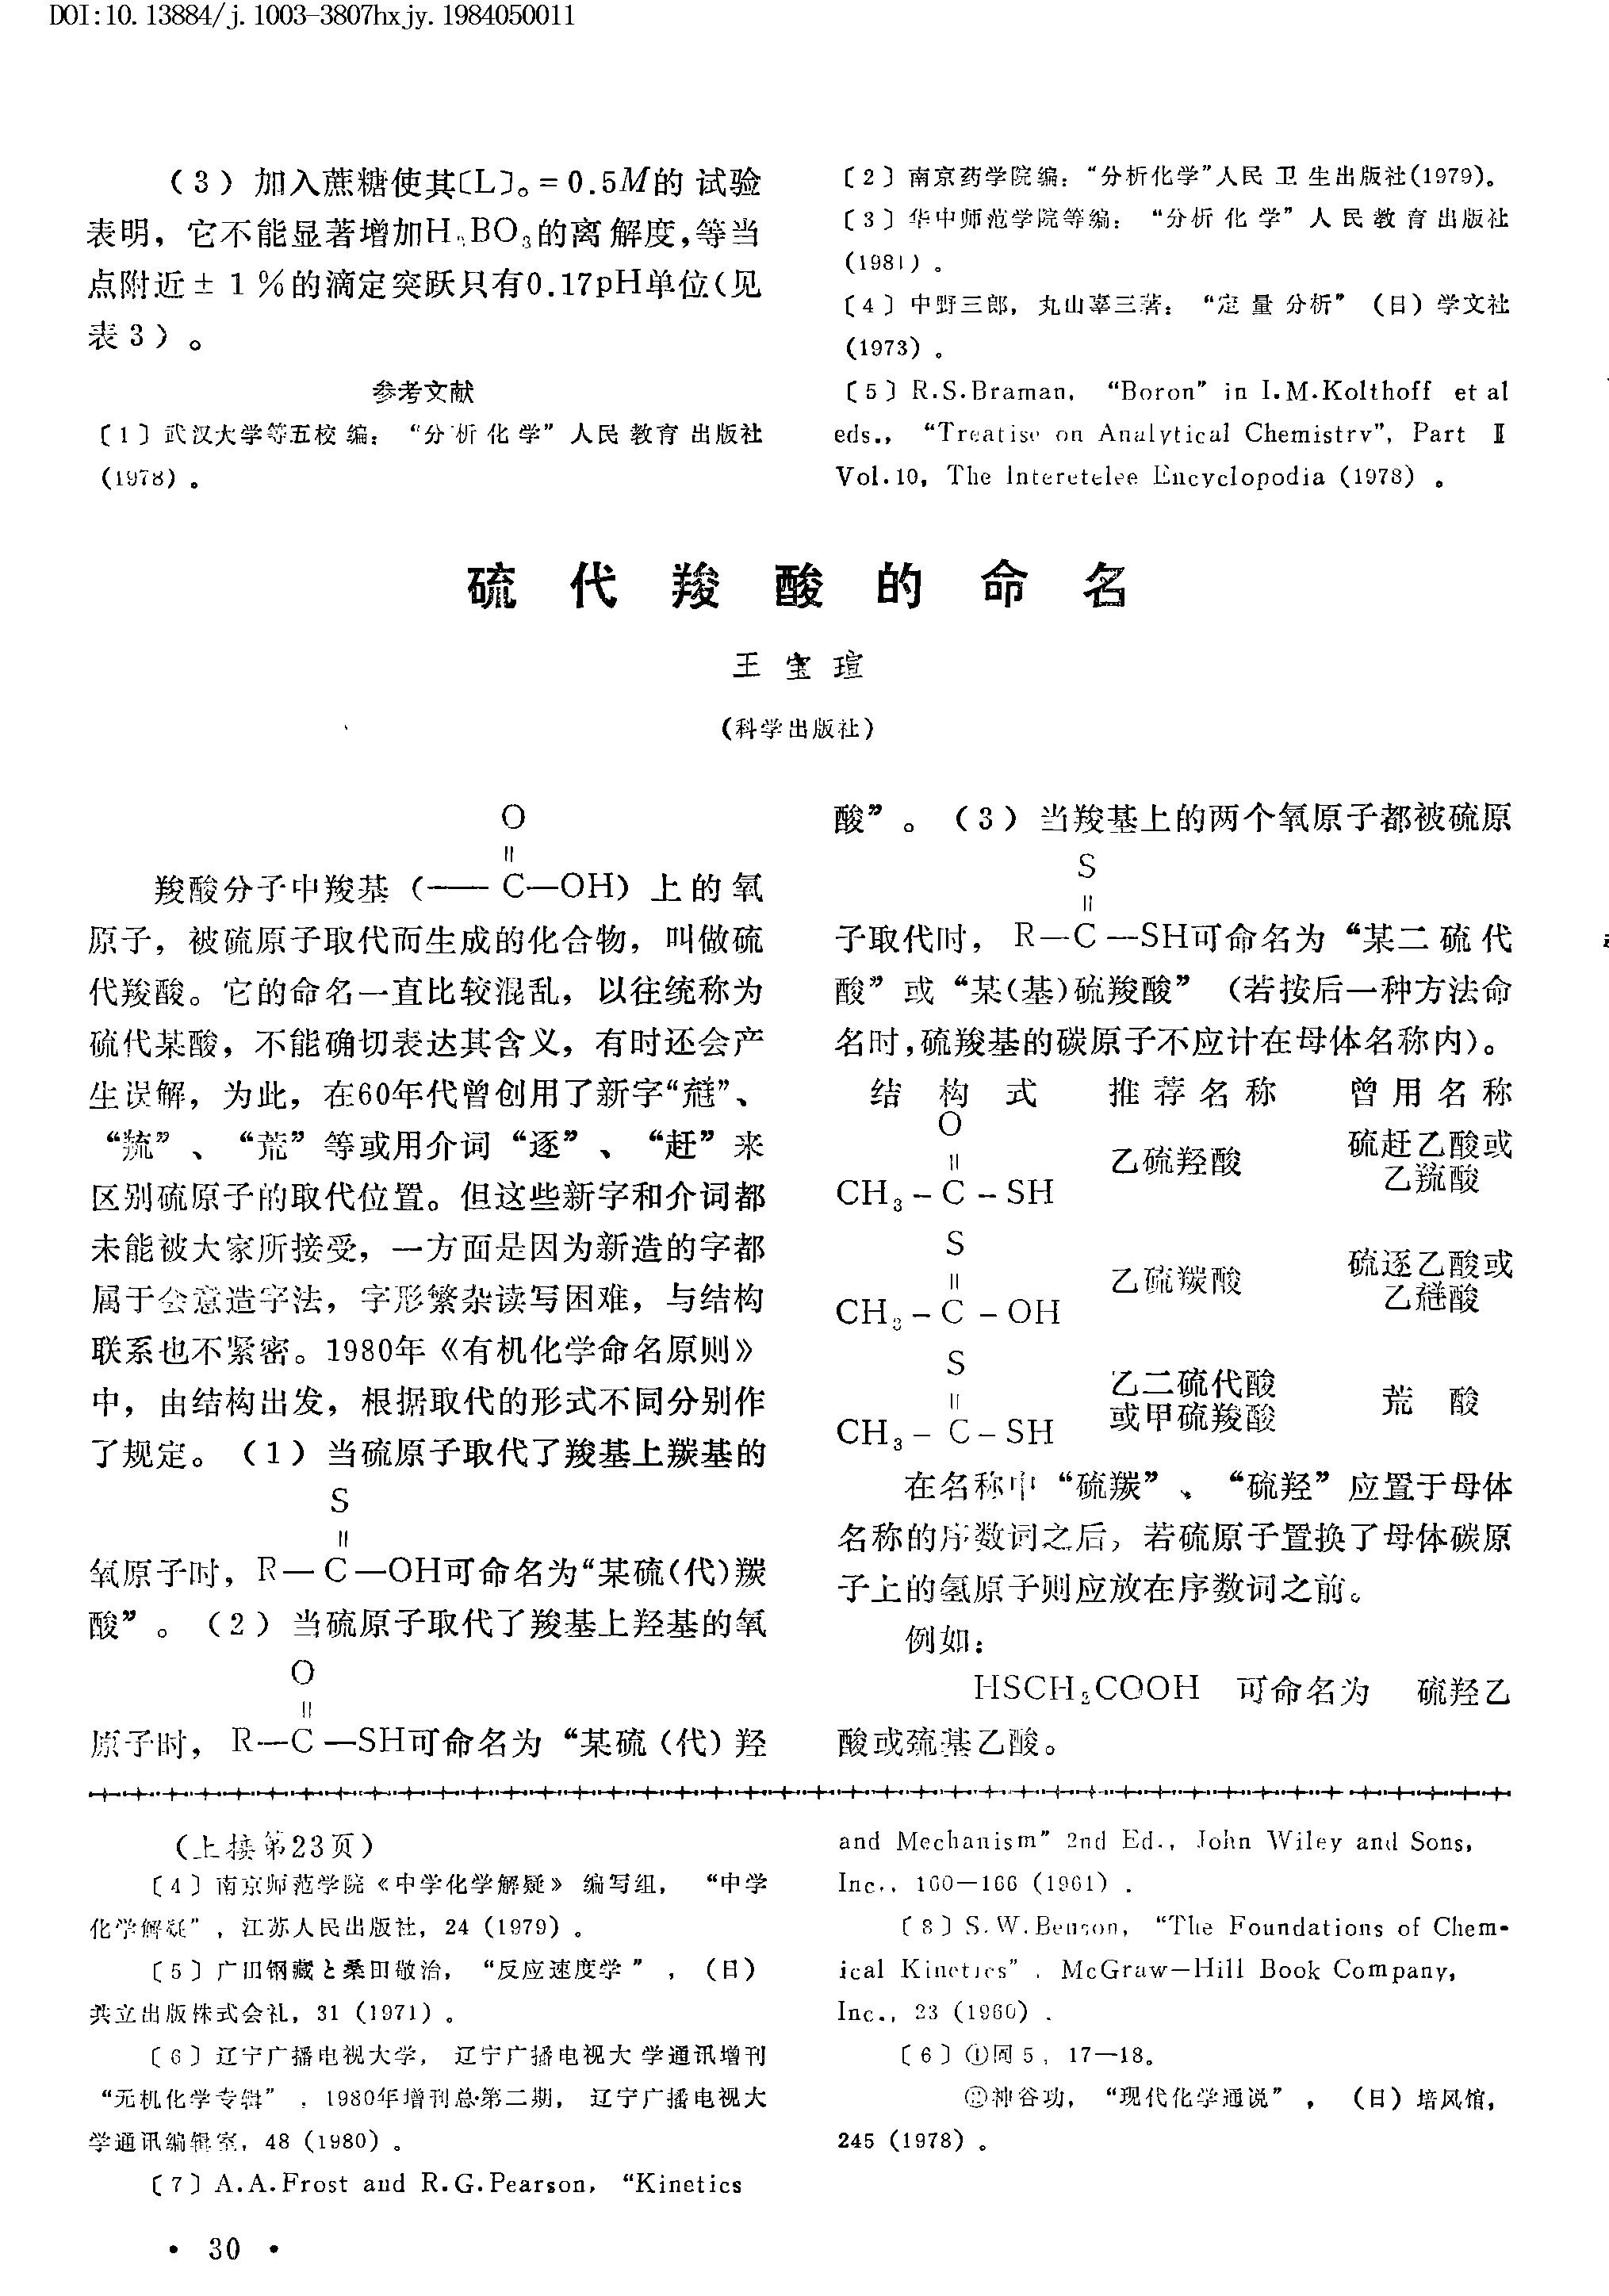 DOI:10.13884/j.1003-3807hxjy.1984050011
（3）加入蔗糖使其〔L〕。=0.5M的试验
表明，它不能显著增加H₃BO₃的离解度，等当
点附近±1％的滴定突跃只有0.17pH单位（见
表3）。
参考文献
〔1〕武汉大学等五校编：“分析化学”人民教育出版社
（1978）。
〔2〕南京药学院编：“分析化学”人民卫生出版社（1979）。
〔3〕华中师范学院等编：“分析化学”人民教育出版社
（1981）。
〔4〕中野三郎，丸山辜三著：“定量分析”（日）学文社
（1973）。
〔5〕R.S.Braman，“Boron”in I.M.Kolthoff et al
eds.，“Treatise on Analytical Chemistry”，Part Ⅱ
Vol.10，The Encyclopodia（1978）。
硫代羧酸的命名
王宝瑄
（科学出版社）
O
‖
羧酸分子中羧基（—— C—OH）上的氧
原子，被硫原子取代而生成的化合物，叫做硫
代羧酸。它的命名一直比较混乱，以往统称为
硫代某酸，不能确切表达其含义，有时还会产
生误解，为此，在60年代曾创用了新字“”、
“”、“荒”等或用介词“逐”、“赶”来
区别硫原子的取代位置。但这些新字和介词都
未能被大家所接受，一方面是因为新造的字都
属于会意造字法，字形繁杂读写困难，与结构
联系也不紧密。1980年《有机化学命名原则》
中，由结构出发，根据取代的形式不同分别作
了规定。（1）当硫原子取代了羧基上羰基的
S
‖
氧原子时，R—C—OH可命名为“某硫（代）羰
酸”。（2）当硫原子取代了羧基上羟基的氧
O
‖
原子时，R—C—SH可命名为“某硫（代）羟
酸”。（3）当羧基上的两个氧原子都被硫原
S
‖
子取代时，R—C—SH可命名为“某二硫代
酸”或“某（基）硫羧酸”（若按后一种方法命
名时，硫羧基的碳原子不应计在母体名称内）。
结构式 推荐名称 曾用名称
O
‖ 乙硫羟酸 硫赶乙酸或
CH₃－C－SH 乙酸
S
‖ 乙硫羰酸 硫逐乙酸或
CH₃－C－OH 乙酸
S
‖ 乙二硫代酸 荒酸
CH₃－C－SH 或甲硫羧酸
在名称中“硫羰”、“硫羟”应置于母体
名称的序数词之后，若硫原子置换了母体碳原
子上的氢原子则应放在序数词之前。
例如：
HSCH₂COOH 可命名为 硫羟乙
酸或巯基乙酸。
（上接第23页）
〔4〕南京师范学院《中学化学解疑》编写组，“中学
化学解疑”，江苏人民出版社，24（1979）。
〔5〕广田钢藏と桑田敬治，“反应速度学”，（日）
共立出版株式会社，31（1971）。
〔6〕辽宁广播电视大学，辽宁广播电视大学通讯增刊
“无机化学专辑”，1980年增刊总第二期，辽宁广播电视大
学通讯编辑室，48（1980）。
〔7〕A.A.Frost and R.G.Pearson，“Kinetics
and Mechanism”2nd Ed.，John Wiley and Sons，
Inc.，160—166（1961）.
〔8〕S.W.Benson，“The Foundations of Chem-
ical Kinetics”，McGraw—Hill Book Company，
Inc.，23（1960）.
〔6〕①同5，17—18。
②神谷功，“现代化学通说”，（日）培风馆，
245（1978）。
· 30 ·